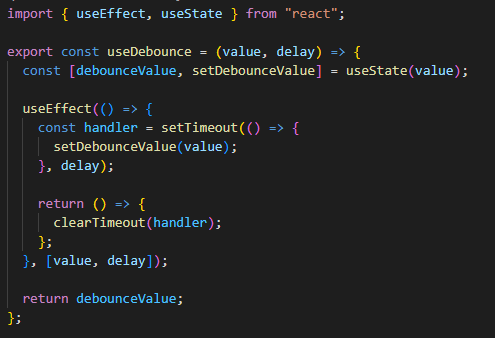 import { useEffect, useState } from "react";
export const useDebounce = (value, delay) => {
const [debounceValue, setDebounceValue] = useState(value);
useEffect(() => {
const handler = setTimeout(() => {
setDebounceValue(value);
}, delay);
return () => {
clearTimeout(handler);
};
}, [value, delay]);
return debounceValue;
};